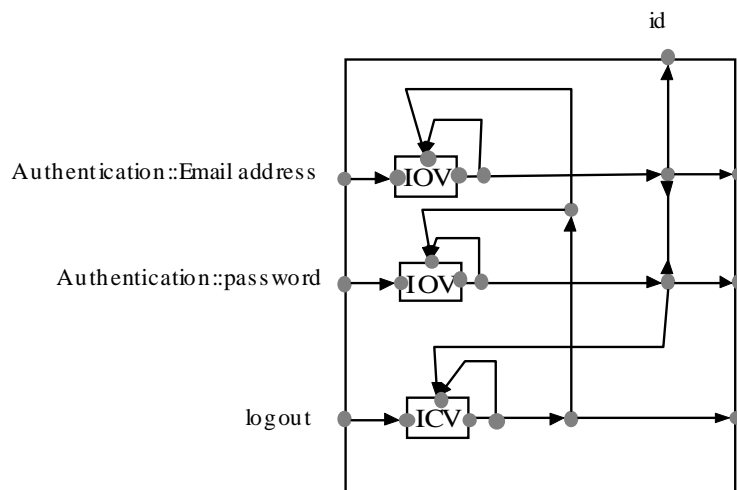 id
Authentication::Email address
IOV
Authentication::password
IOV
logout
ICV